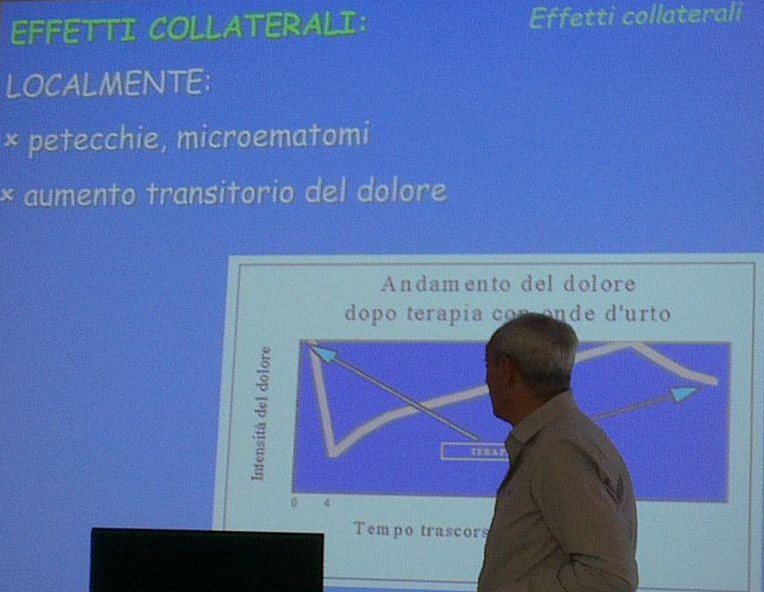 EFFETTI COLLATERALI:
Effetti collaterali
LOCALMENTE:
× petecchie, microematomi
× aumento transitorio del dolore
Andamento del dolore
dopo terapia con onde d'urto
Intensità del dolore
0 4
Tempo